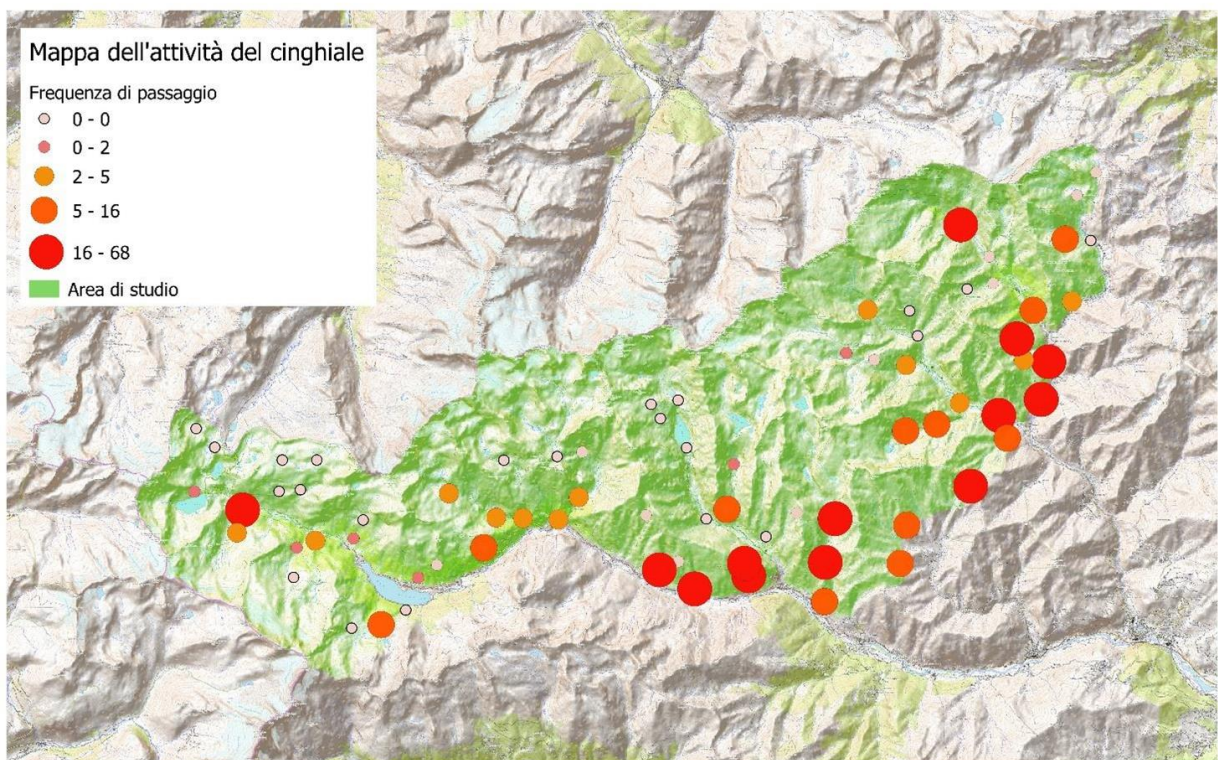 Mappa dell'attività del cinghiale
Frequenza di passaggio
0 - 0
0 - 2
2 - 5
5 - 16
16 - 68
Area di studio